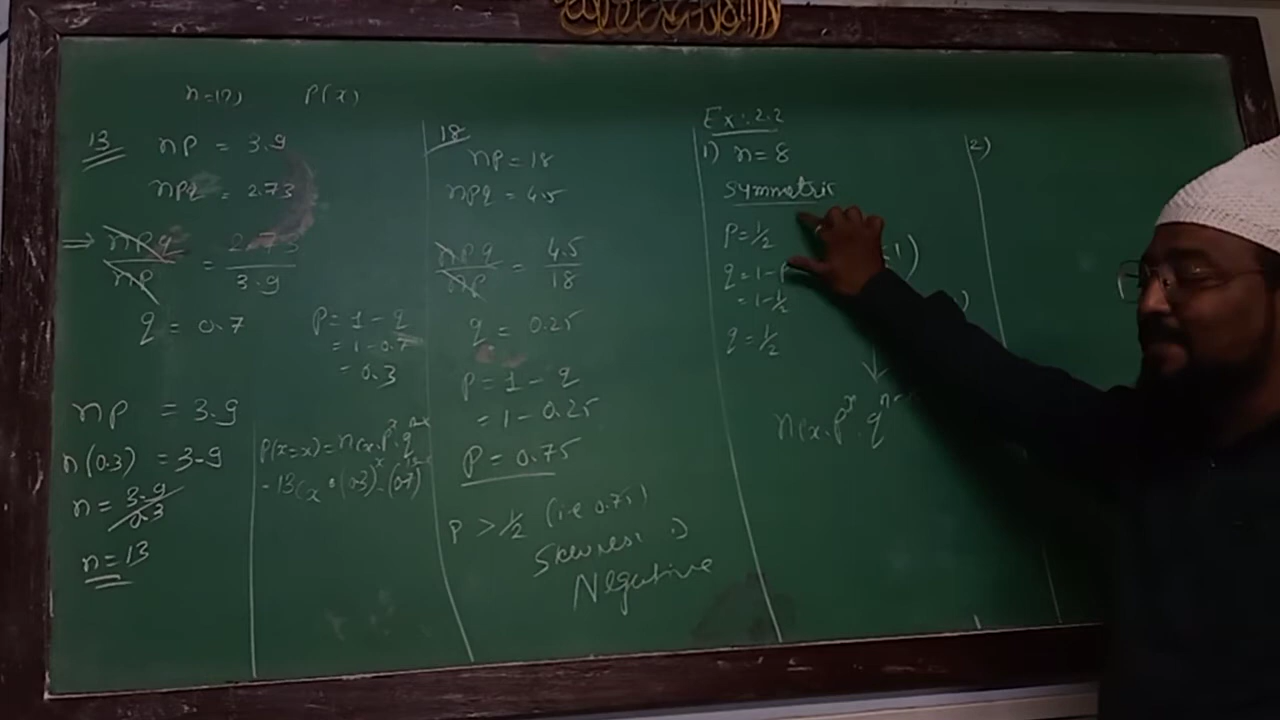 P(x)
13
np = 3.9
npq = 2.73
⇒ npq/np = 2.73/3.9
q = 0.7
p = 1 - q
= 1 - 0.7
= 0.3
np = 3.9
n(0.3) = 3.9
n = 3.9/0.3
n = 13
P(X=x) = nCx.p^x.q^n-x
= 13Cx (0.3)^x
18
np = 18
npq = 4.5
npq/np = 4.5/18
q = 0.25
p = 1 - q
= 1 - 0.25
p = 0.75
p > 1/2 (i.e 0.75)
Skewness is
Negative
Ex: 2.2
1) n = 8
Symmetric
p = 1/2
q = 1 - p
= 1 - 1/2
q = 1/2
nCx.p^x.q
2)